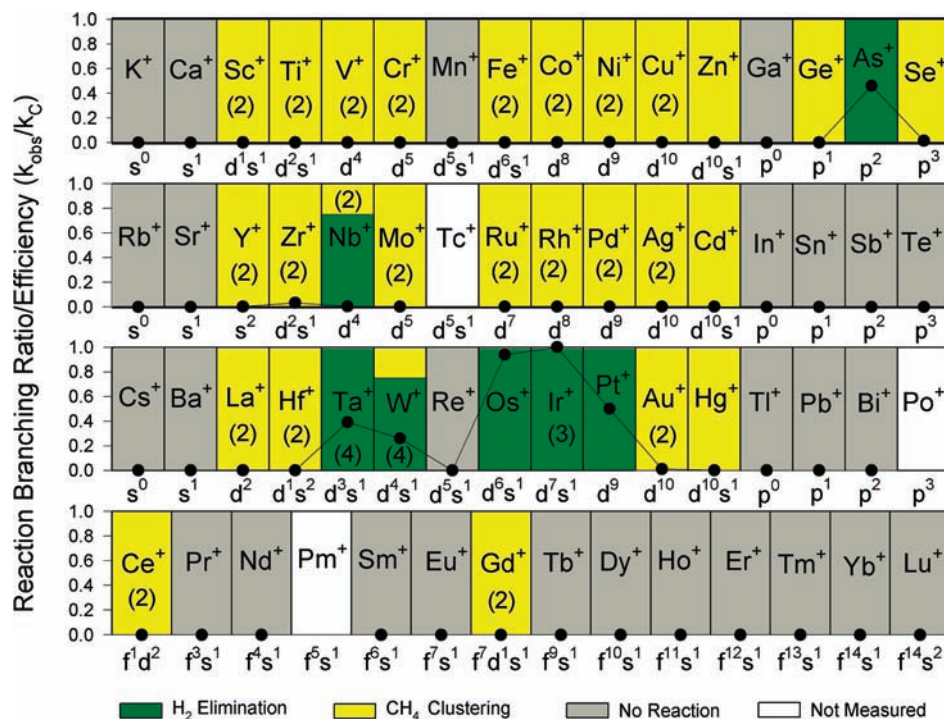 Reaction Branching Ratio/Efficiency (k_obs/k_C)
1.0
0.8
0.6
0.4
0.2
0.0
K⁺ Ca⁺ Sc⁺ Ti⁺ V⁺ Cr⁺ Mn⁺ Fe⁺ Co⁺ Ni⁺ Cu⁺ Zn⁺ Ga⁺ Ge⁺ As⁺ Se⁺
(2) (2) (2) (2) (2) (2) (2) (2)
s⁰ s¹ d¹s¹ d²s¹ d⁴ d⁵ d⁵s¹ d⁶s¹ d⁸ d⁹ d¹⁰ d¹⁰s¹ p⁰ p¹ p² p³
1.0
0.8
0.6
0.4
0.2
0.0
(2)
Rb⁺ Sr⁺ Y⁺ Zr⁺ Nb⁺ Mo⁺ Tc⁺ Ru⁺ Rh⁺ Pd⁺ Ag⁺ Cd⁺ In⁺ Sn⁺ Sb⁺ Te⁺
(2) (2) (2) (2) (2) (2) (2)
s⁰ s¹ s² d²s¹ d⁴ d⁵ d⁵s¹ d⁷ d⁸ d⁹ d¹⁰ d¹⁰s¹ p⁰ p¹ p² p³
1.0
0.8
0.6
0.4
0.2
0.0
Cs⁺ Ba⁺ La⁺ Hf⁺ Ta⁺ W⁺ Re⁺ Os⁺ Ir⁺ Pt⁺ Au⁺ Hg⁺ Tl⁺ Pb⁺ Bi⁺ Po⁺
(2) (2) (4) (4) (3) (2)
s⁰ s¹ d² d¹s² d³s¹ d⁴s¹ d⁵s¹ d⁶s¹ d⁷s¹ d⁹ d¹⁰ d¹⁰s¹ p⁰ p¹ p² p³
1.0
0.8
0.6
0.4
0.2
0.0
Ce⁺ Pr⁺ Nd⁺ Pm⁺ Sm⁺ Eu⁺ Gd⁺ Tb⁺ Dy⁺ Ho⁺ Er⁺ Tm⁺ Yb⁺ Lu⁺
(2) (2)
f¹d² f³s¹ f⁴s¹ f⁵s¹ f⁶s¹ f⁷s¹ f⁷d¹s¹ f⁹s¹ f¹⁰s¹ f¹¹s¹ f¹²s¹ f¹³s¹ f¹⁴s¹ f¹⁴s²
H₂ Elimination CH₄ Clustering No Reaction Not Measured